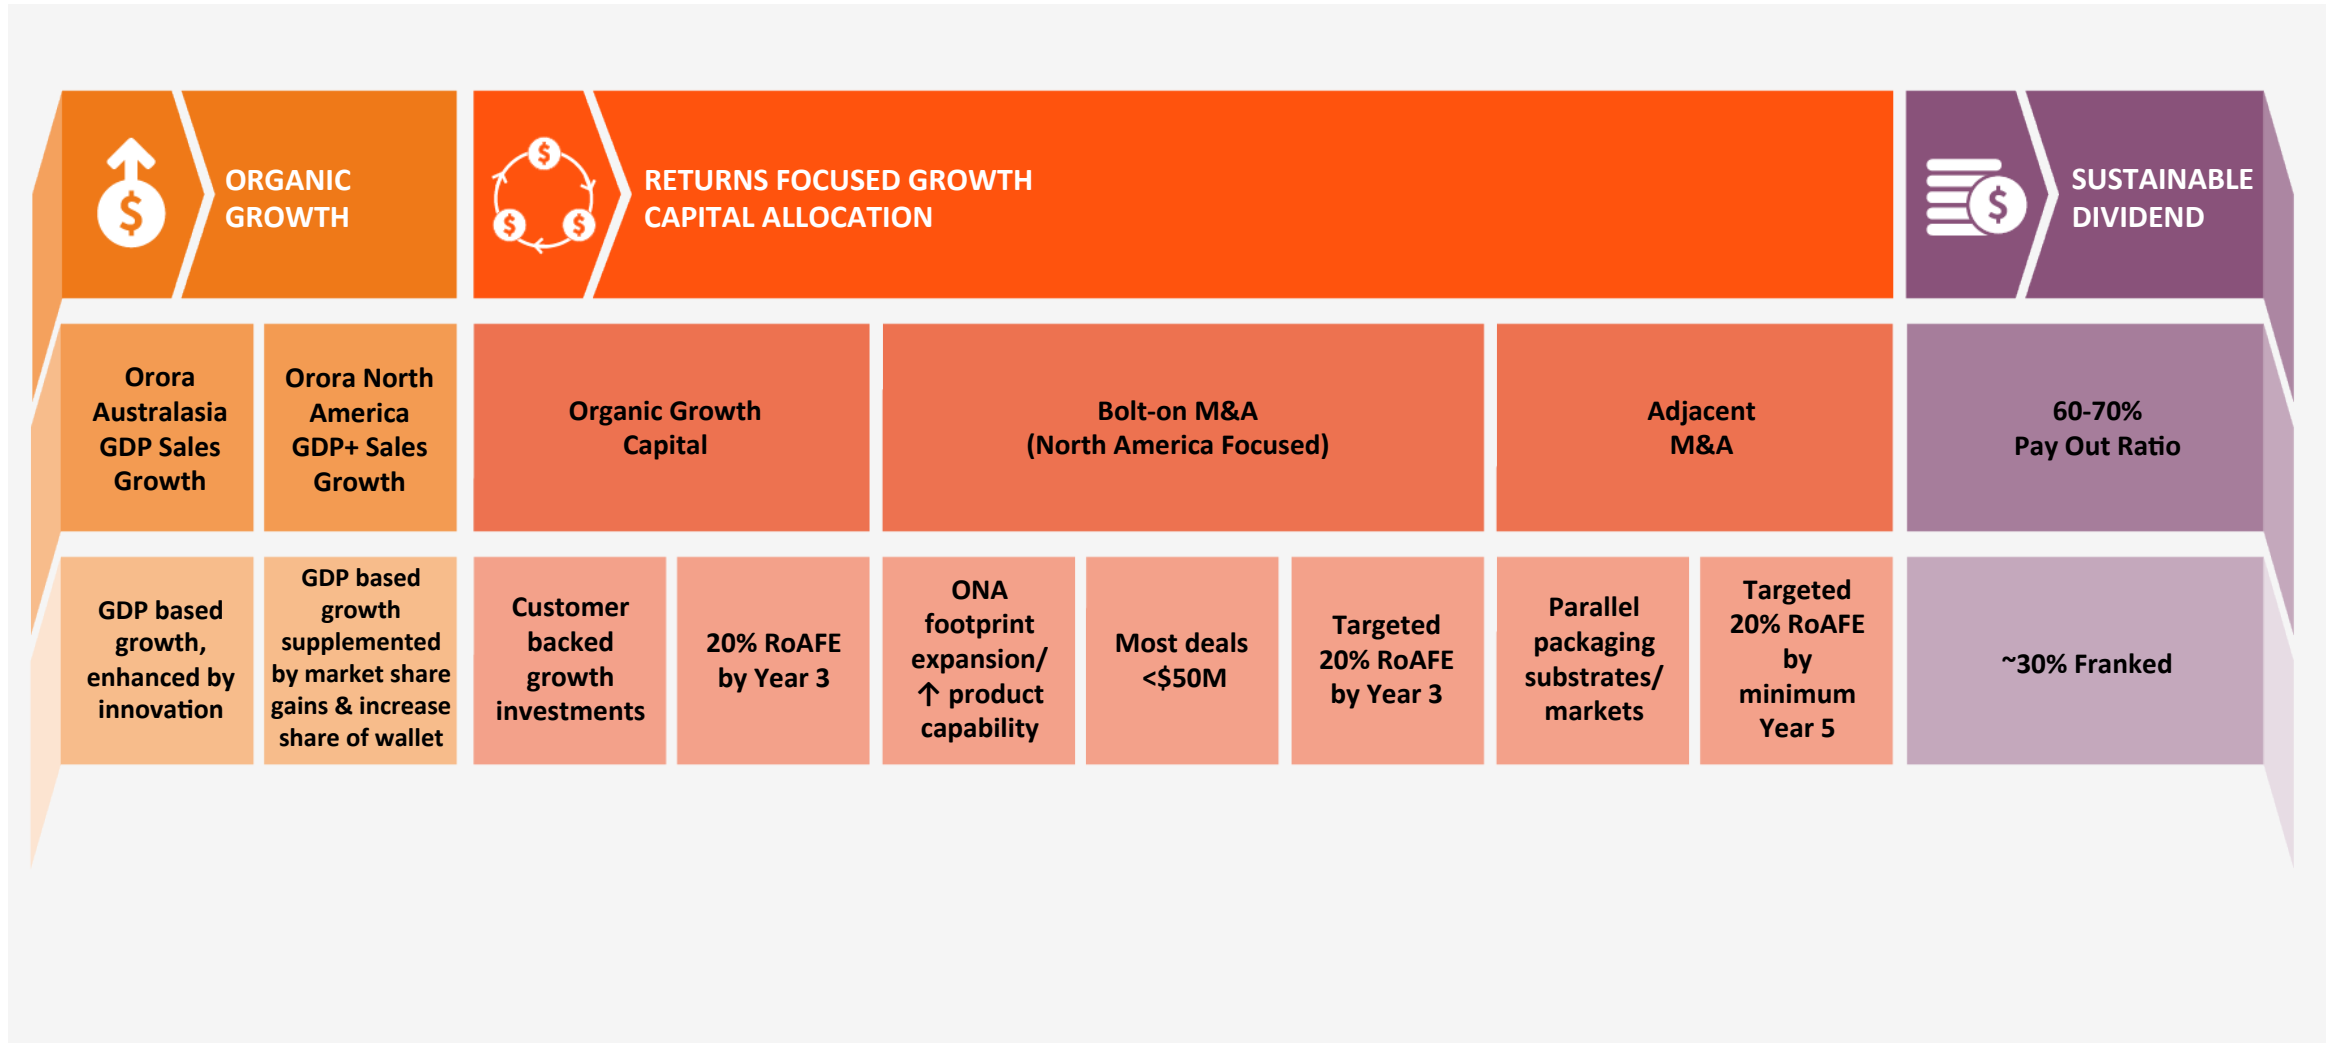 ORGANIC
GROWTH
RETURNS FOCUSED GROWTH
CAPITAL ALLOCATION
SUSTAINABLE
DIVIDEND
Orora
Australasia
GDP Sales
Growth
Orora North
America
GDP+ Sales
Growth
Organic Growth
Capital
Bolt-on M&A
(North America Focused)
Adjacent
M&A
60-70%
Pay Out Ratio
GDP based
growth,
enhanced by
innovation
GDP based
growth
supplemented
by market share
gains & increase
share of wallet
Customer
backed
growth
investments
20% RoAFE
by Year 3
ONA
footprint
expansion/
↑ product
capability
Most deals
<$50M
Targeted
20% RoAFE
by Year 3
Parallel
packaging
substrates/
markets
Targeted
20% RoAFE
by
minimum
Year 5
~30% Franked